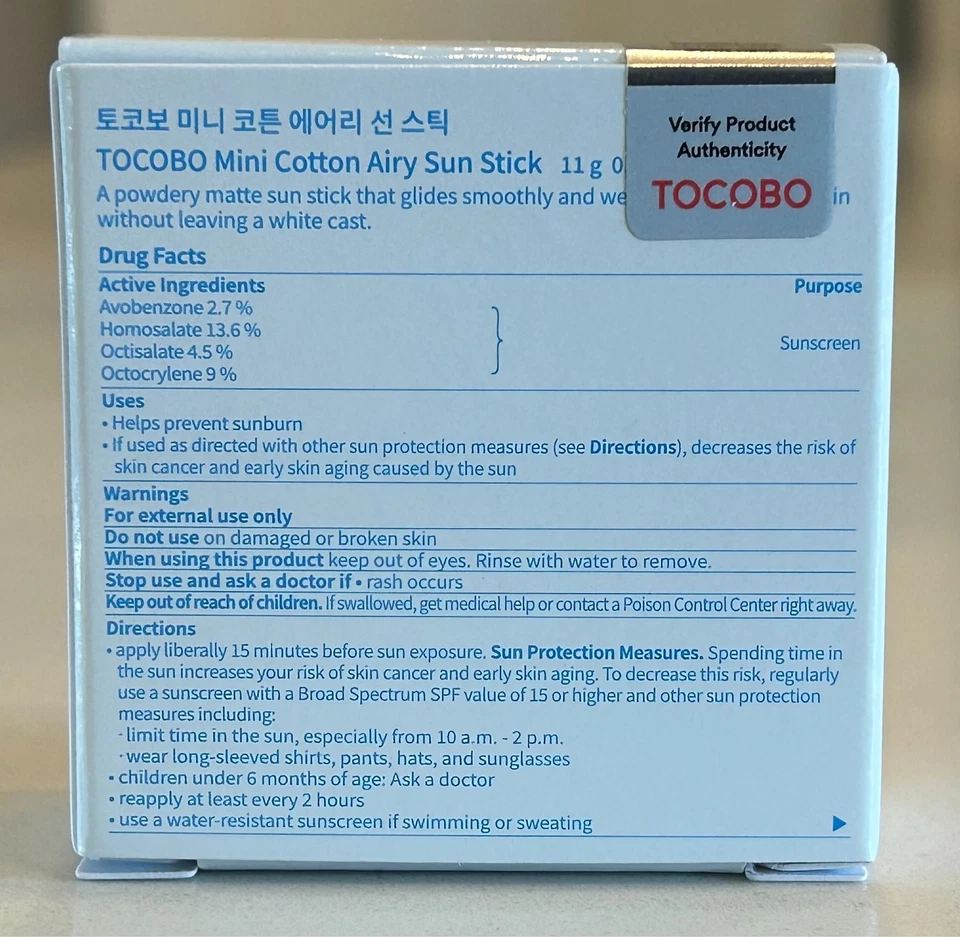 토코보 미니 코튼 에어리 선 스틱
TOCOBO Mini Cotton Airy Sun Stick 11 g 0
A powdery matte sun stick that glides smoothly and we in
without leaving a white cast.
Verify Product
Authenticity
TOCOBO
Drug Facts
Active Ingredients Purpose
Avobenzone 2.7 %
Homosalate 13.6 %
Octisalate 4.5 %
Octocrylene 9 %
Sunscreen
Uses
• Helps prevent sunburn
• If used as directed with other sun protection measures (see Directions), decreases the risk of
skin cancer and early skin aging caused by the sun
Warnings
For external use only
Do not use on damaged or broken skin
When using this product keep out of eyes. Rinse with water to remove.
Stop use and ask a doctor if • rash occurs
Keep out of reach of children. If swallowed, get medical help or contact a Poison Control Center right away.
Directions
• apply liberally 15 minutes before sun exposure. Sun Protection Measures. Spending time in
the sun increases your risk of skin cancer and early skin aging. To decrease this risk, regularly
use a sunscreen with a Broad Spectrum SPF value of 15 or higher and other sun protection
measures including:
- limit time in the sun, especially from 10 a.m. - 2 p.m.
- wear long-sleeved shirts, pants, hats, and sunglasses
• children under 6 months of age: Ask a doctor
• reapply at least every 2 hours
• use a water-resistant sunscreen if swimming or sweating